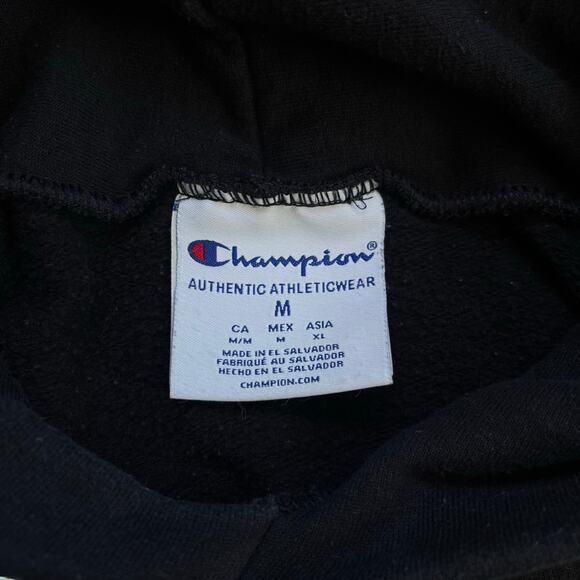 Champion®
AUTHENTIC ATHLETICWEAR
M
CA MEX ASIA
M/M M XL
MADE IN EL SALVADOR
FABRIQUÉ AU SALVADOR
HECHO EN EL SALVADOR
CHAMPION.COM